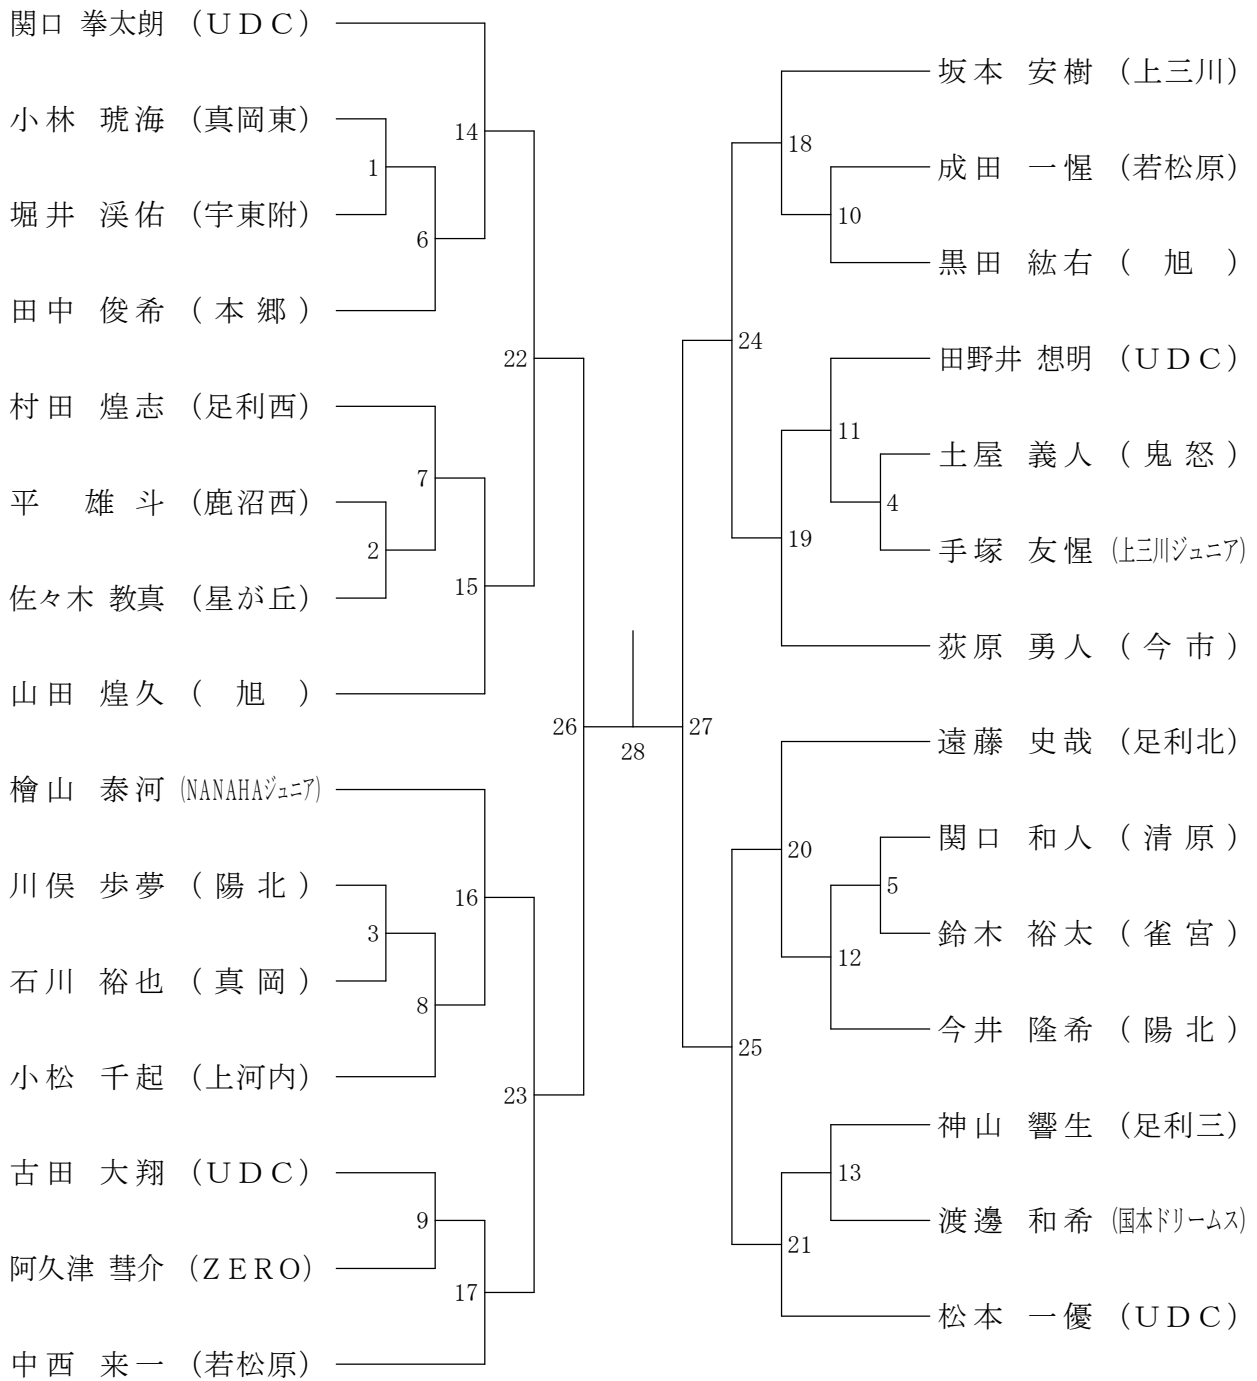 関口 拳太朗 (ＵＤＣ)
小林 琥海 (真岡東)
14
1
堀井 渓佑 (宇東附)
6
田中 俊希 (本郷)
22
村田 煌志 (足利西)
7
平 雄斗 (鹿沼西)
2
15
佐々木 教真 (星が丘)
山田 煌久 (旭)
26
28
檜山 泰河 (NANAHAジュニア)
川俣 歩夢 (陽北)
16
3
石川 裕也 (真岡)
8
小松 千起 (上河内)
23
古田 大翔 (ＵＤＣ)
9
阿久津 彗介 (ＺＥＲＯ)
17
中西 来一 (若松原)
坂本 安樹 (上三川)
18
成田 一惺 (若松原)
10
黒田 紘右 (旭)
24
田野井 想明 (ＵＤＣ)
11
土屋 義人 (鬼怒)
4
19
手塚 友惺 (上三川ジュニア)
荻原 勇人 (今市)
27
遠藤 史哉 (足利北)
関口 和人 (清原)
20
5
鈴木 裕太 (雀宮)
12
今井 隆希 (陽北)
25
神山 響生 (足利三)
13
渡邊 和希 (国本ドリームス)
21
松本 一優 (ＵＤＣ)